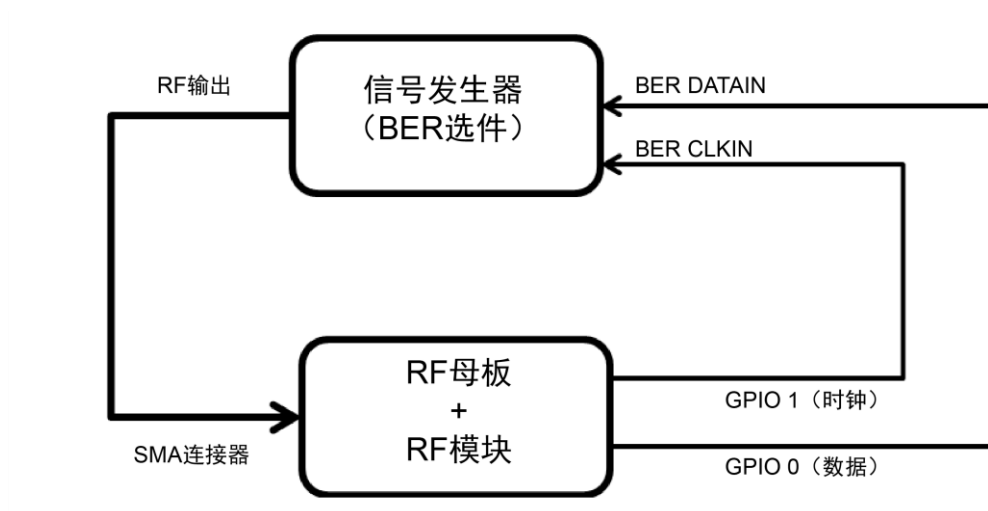 RF输出
信号发生器
（BER选件）
BER DATAIN
BER CLKIN
RF母板
+
RF模块
GPIO 1（时钟）
SMA连接器
GPIO 0（数据）